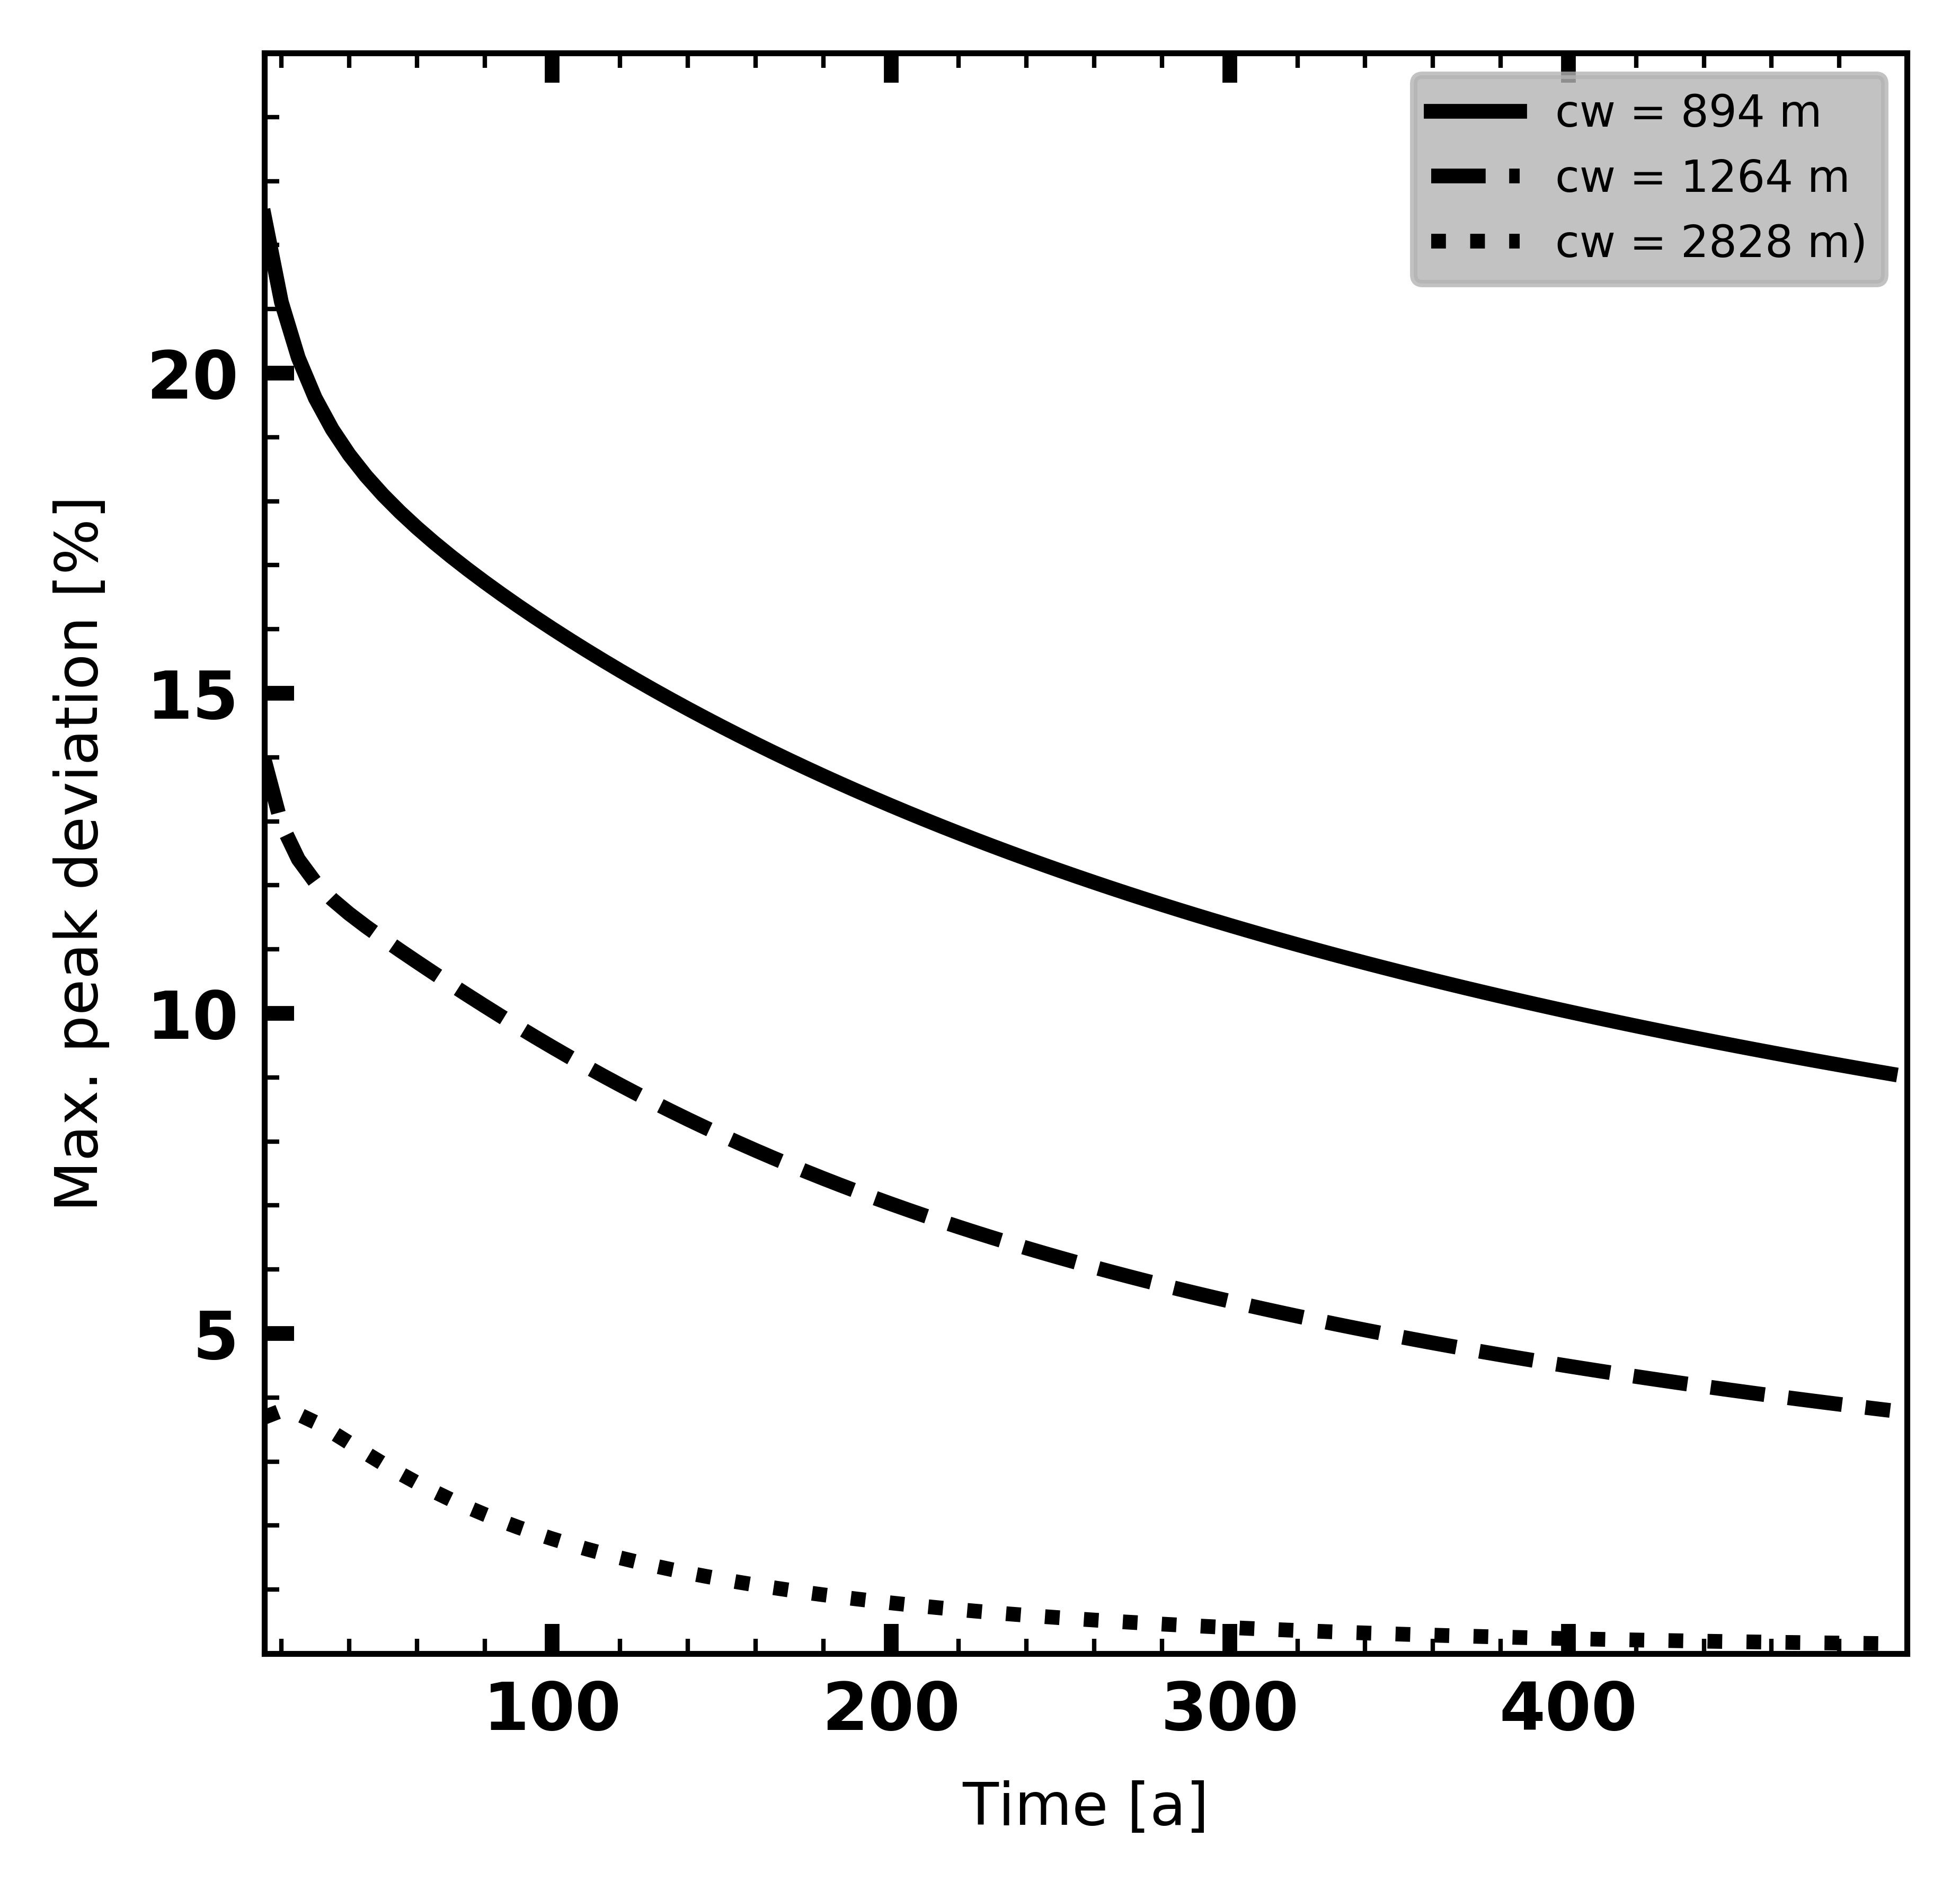 cw = 894 m
cw = 1264 m
cw = 2828 m)
20
15
10
5
Max. peak deviation [%]
100 200 300 400
Time [a]